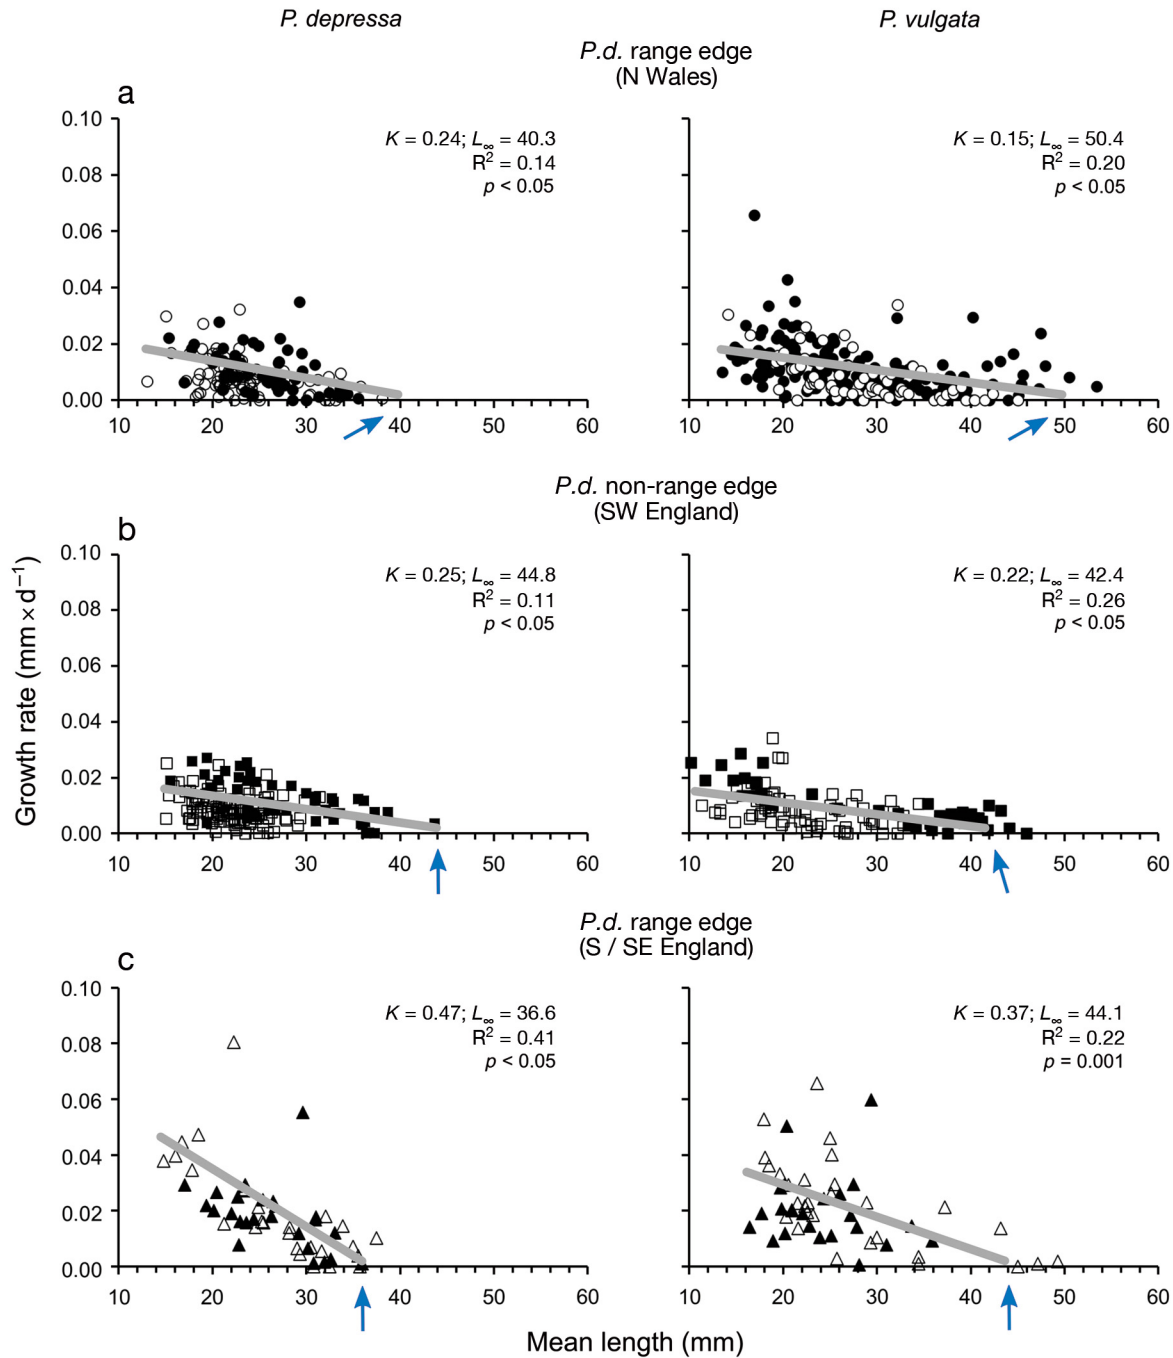 P. depressa
P. vulgata
P.d. range edge
(N Wales)
a
K = 0.24; L∞ = 40.3
R² = 0.14
p < 0.05
K = 0.15; L∞ = 50.4
R² = 0.20
p < 0.05
0.10
0.08
0.06
0.04
0.02
0.00
10 20 30 40 50 60
10 20 30 40 50 60
P.d. non-range edge
(SW England)
b
K = 0.25; L∞ = 44.8
R² = 0.11
p < 0.05
K = 0.22; L∞ = 42.4
R² = 0.26
p < 0.05
Growth rate (mm × d⁻¹)
0.10
0.08
0.06
0.04
0.02
0.00
10 20 30 40 50 60
10 20 30 40 50 60
P.d. range edge
(S / SE England)
c
K = 0.47; L∞ = 36.6
R² = 0.41
p < 0.05
K = 0.37; L∞ = 44.1
R² = 0.22
p = 0.001
0.10
0.08
0.06
0.04
0.02
0.00
10 20 30 40 50 60
10 20 30 40 50 60
Mean length (mm)